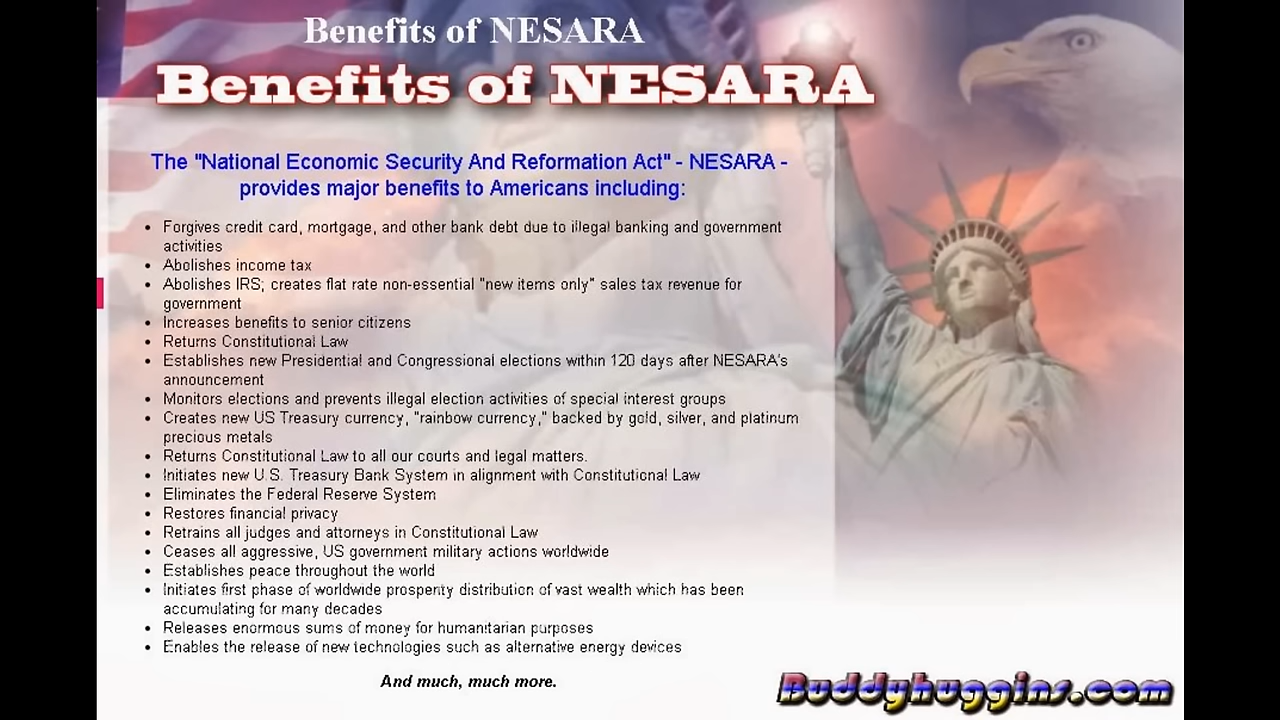 Benefits of NESARA
Benefits of NESARA
The "National Economic Security And Reformation Act" - NESARA -
provides major benefits to Americans including:
• Forgives credit card, mortgage, and other bank debt due to illegal banking and government
activities
• Abolishes income tax
• Abolishes IRS; creates flat rate non-essential "new items only" sales tax revenue for
government
• Increases benefits to senior citizens
• Returns Constitutional Law
• Establishes new Presidential and Congressional elections within 120 days after NESARA's
announcement
• Monitors elections and prevents illegal election activities of special interest groups
• Creates new US Treasury currency, "rainbow currency," backed by gold, silver, and platinum
precious metals
• Returns Constitutional Law to all our courts and legal matters.
• Initiates new U.S. Treasury Bank System in alignment with Constitutional Law
• Eliminates the Federal Reserve System
• Restores financial privacy
• Retrains all judges and attorneys in Constitutional Law
• Ceases all aggressive, US government military actions worldwide
• Establishes peace throughout the world
• Initiates first phase of worldwide prosperity distribution of vast wealth which has been
accumulating for many decades
• Releases enormous sums of money for humanitarian purposes
• Enables the release of new technologies such as alternative energy devices
And much, much more.
Buddyhuggins.com